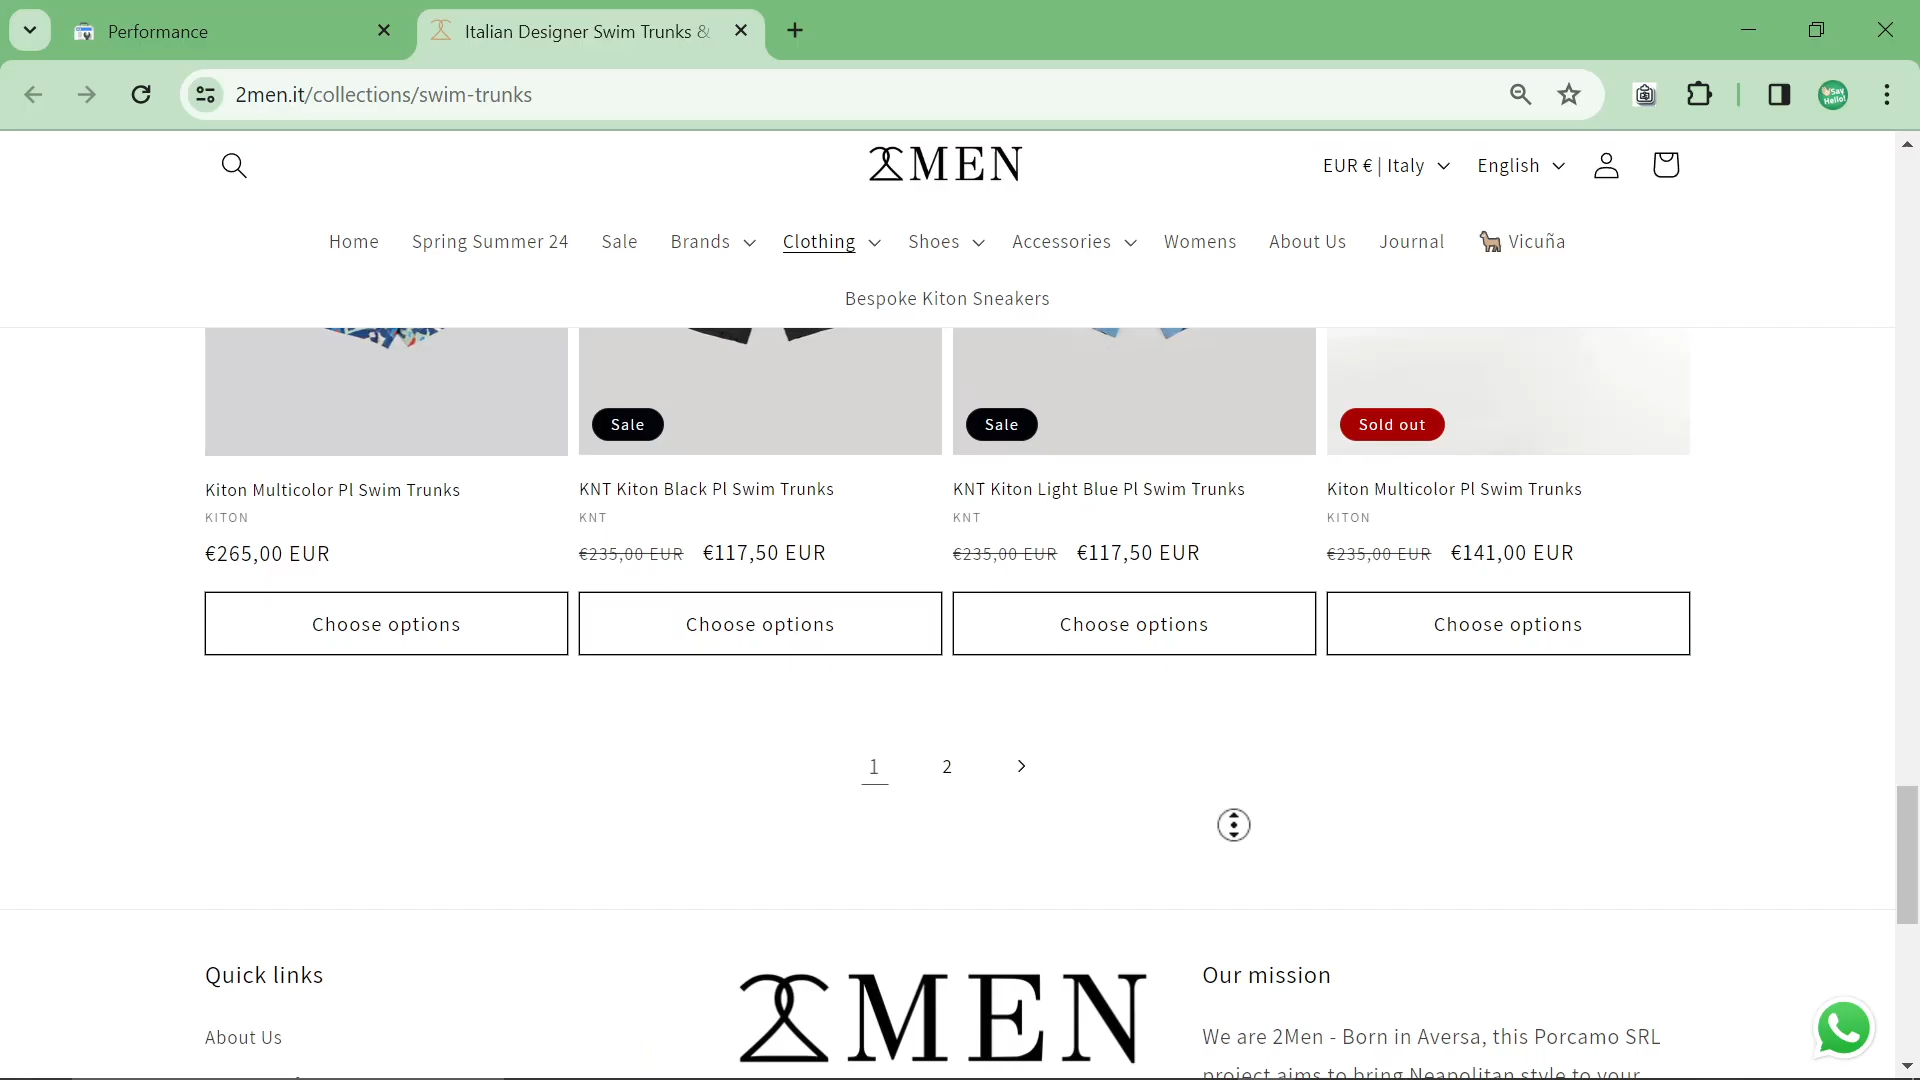 Performance
Italian Designer Swim Trunks &
2men.it/collections/swim-trunks
Say Hello!
2MEN
EUR € | Italy
English
Home
Spring Summer 24
Sale
Brands
Clothing
Shoes
Accessories
Womens
About Us
Journal
Vicuña
Bespoke Kiton Sneakers
Sale
Sale
Sold out
Kiton Multicolor Pl Swim Trunks
KITON
€265,00 EUR
Choose options
KNT Kiton Black Pl Swim Trunks
KNT
€235,00 EUR €117,50 EUR
Choose options
KNT Kiton Light Blue Pl Swim Trunks
KNT
€235,00 EUR €117,50 EUR
Choose options
Kiton Multicolor Pl Swim Trunks
KITON
€235,00 EUR €141,00 EUR
Choose options
1 2
Quick links
About Us
2MEN
Our mission
We are 2Men - Born in Aversa, this Porcamo SRL
project aims to bring Neapolitan style to your